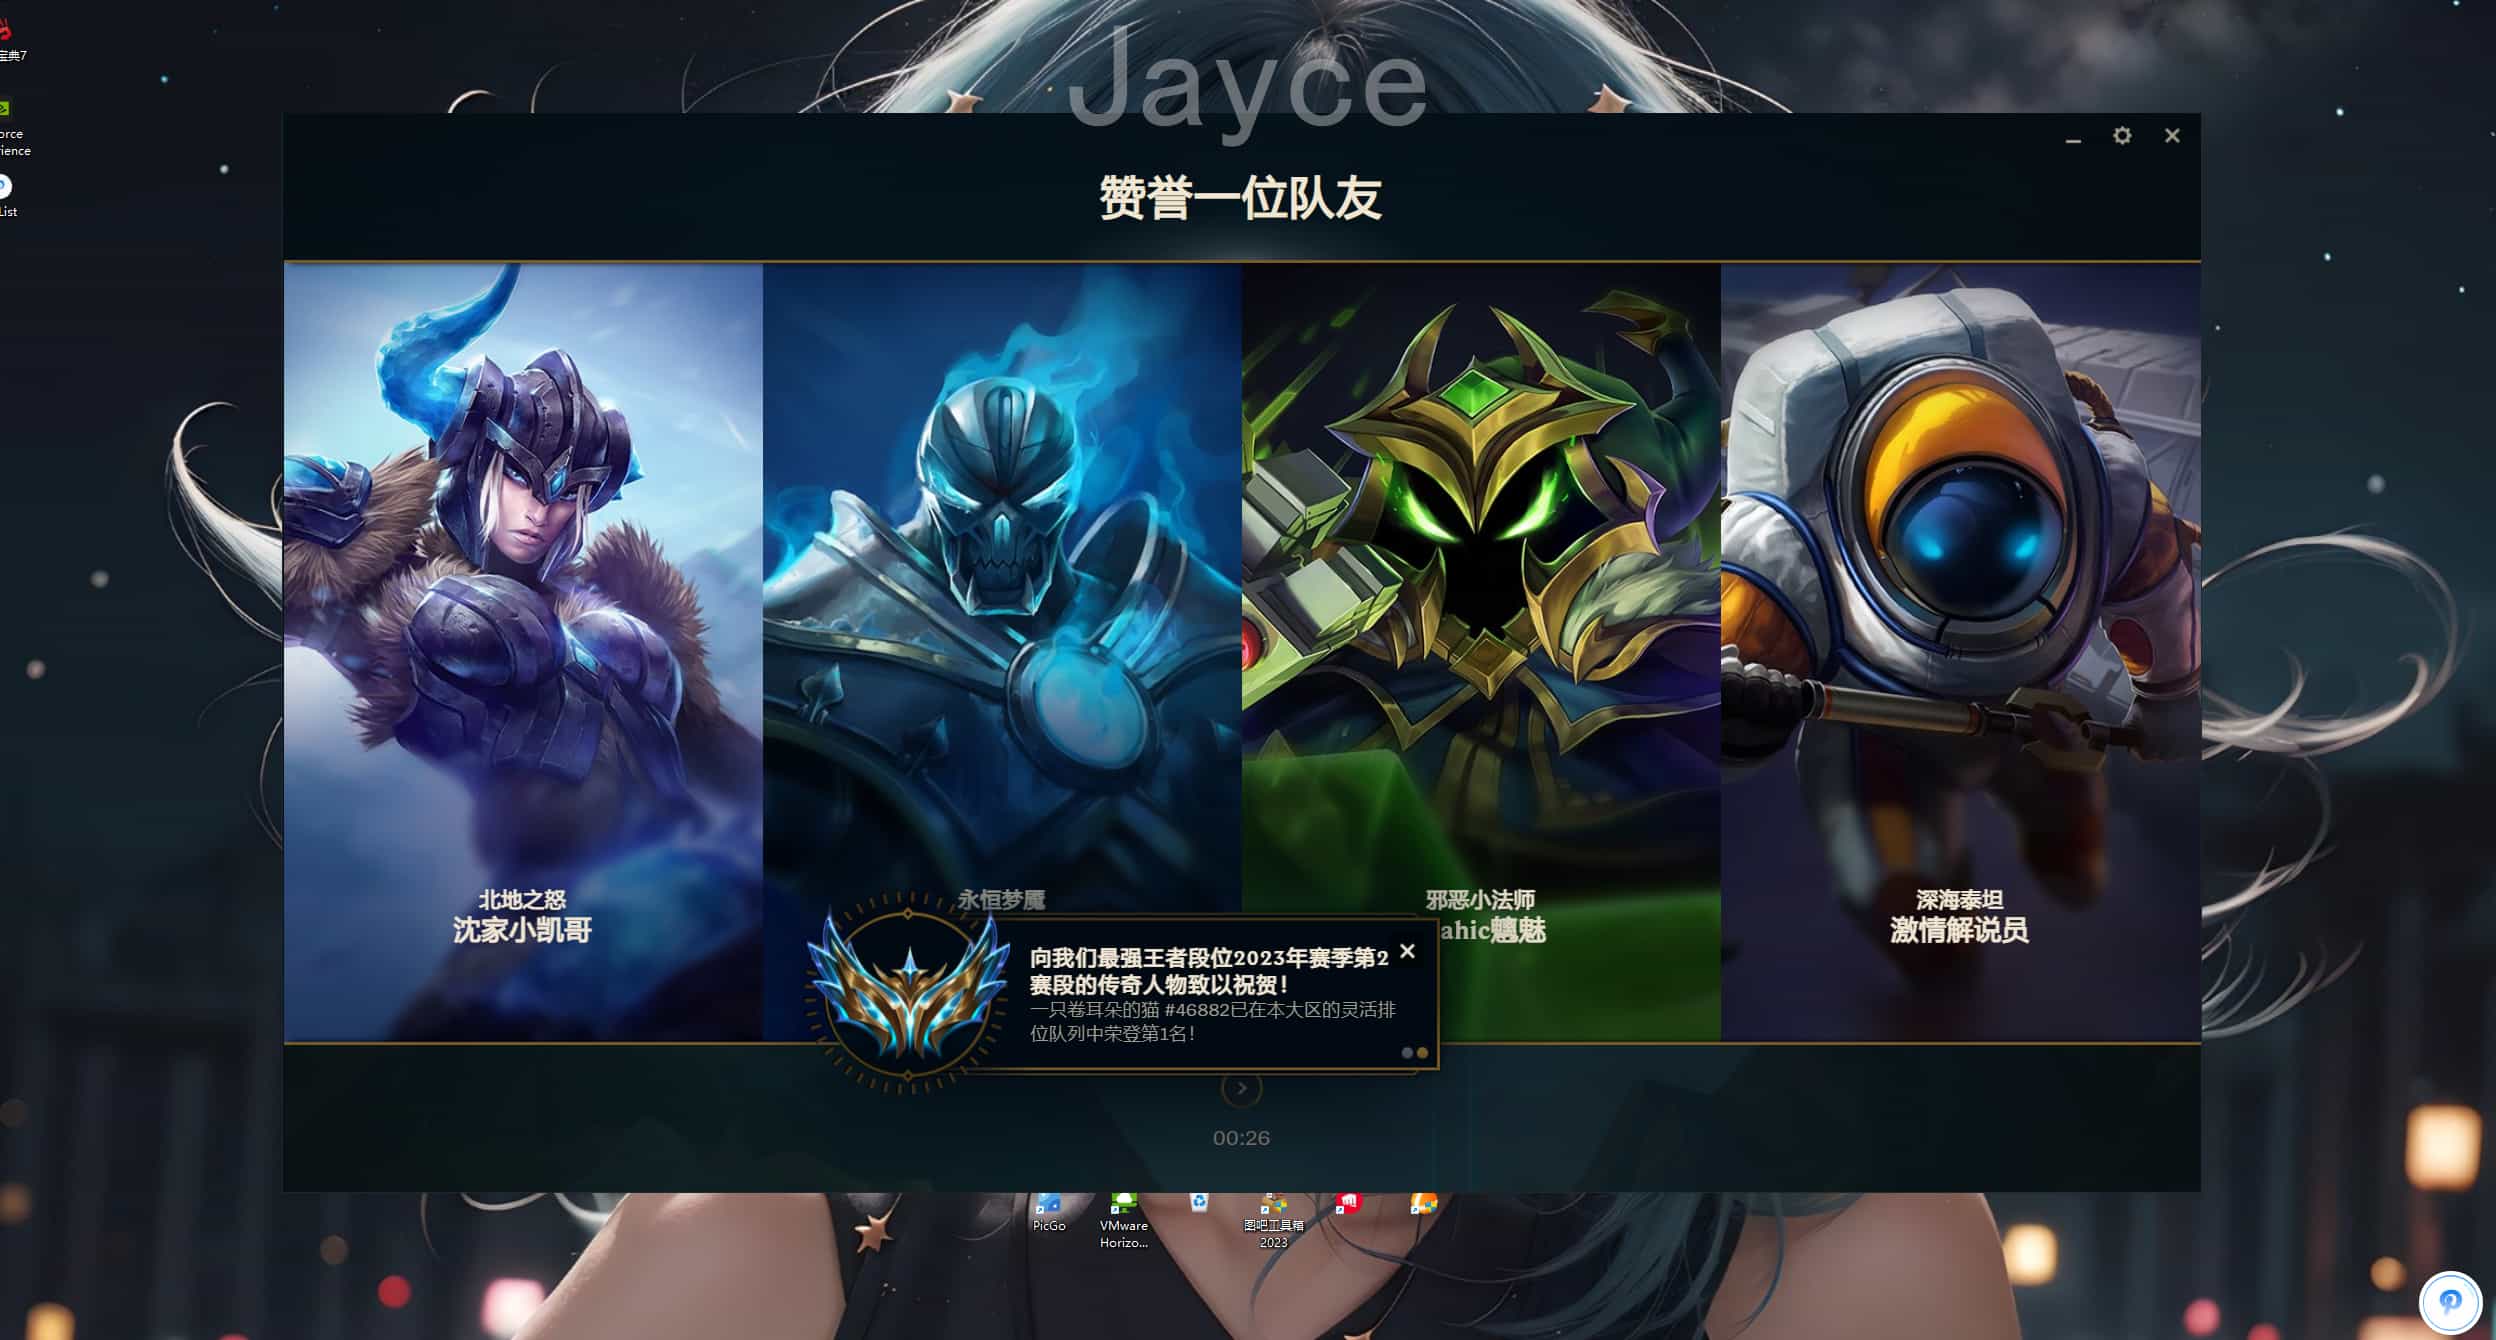 Jayce
宝典7
orce
ience
List
赞誉一位队友
北地之怒
沈家小凯哥
永恒梦魇
邪恶小法师
ahic魑魅
深海泰坦
激情解说员
向我们最强王者段位2023年赛季第2
赛段的传奇人物致以祝贺！
一只卷耳朵的猫 #46882已在本大区的灵活排
位队列中荣登第1名！
00:26
PicGo
VMware
Horizo...
图吧工具箱
2023